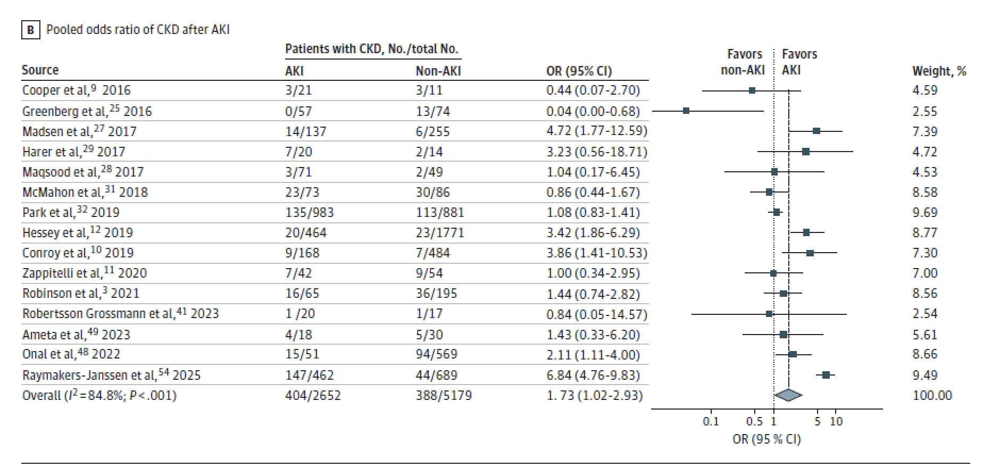 B Pooled odds ratio of CKD after AKI
Patients with CKD, No./total No.
Favors non-AKI Favors AKI
Source AKI Non-AKI OR (95% CI) Weight, %
Cooper et al,9 2016 3/21 3/11 0.44 (0.07-2.70) 4.59
Greenberg et al,25 2016 0/57 13/74 0.04 (0.00-0.68) 2.55
Madsen et al,27 2017 14/137 6/255 4.72 (1.77-12.59) 7.39
Harer et al,29 2017 7/20 2/14 3.23 (0.56-18.71) 4.72
Maqsood et al,28 2017 3/71 2/49 1.04 (0.17-6.45) 4.53
McMahon et al,31 2018 23/73 30/86 0.86 (0.44-1.67) 8.58
Park et al,32 2019 135/983 113/881 1.08 (0.83-1.41) 9.69
Hessey et al,12 2019 20/464 23/1771 3.42 (1.86-6.29) 8.77
Conroy et al,10 2019 9/168 7/484 3.86 (1.41-10.53) 7.30
Zappitelli et al,11 2020 7/42 9/54 1.00 (0.34-2.95) 7.00
Robinson et al,3 2021 16/65 36/195 1.44 (0.74-2.82) 8.56
Robertsson Grossmann et al,41 2023 1 /20 1/17 0.84 (0.05-14.57) 2.54
Ameta et al,49 2023 4/18 5/30 1.43 (0.33-6.20) 5.61
Onal et al,48 2022 15/51 94/569 2.11 (1.11-4.00) 8.66
Raymakers-Janssen et al,54 2025 147/462 44/689 6.84 (4.76-9.83) 9.49
Overall (I2=84.8%; P<.001) 404/2652 388/5179 1. 73 (1.02-2.93) 100.00
0.1 0.5 1 5 10
OR (95 % CI)